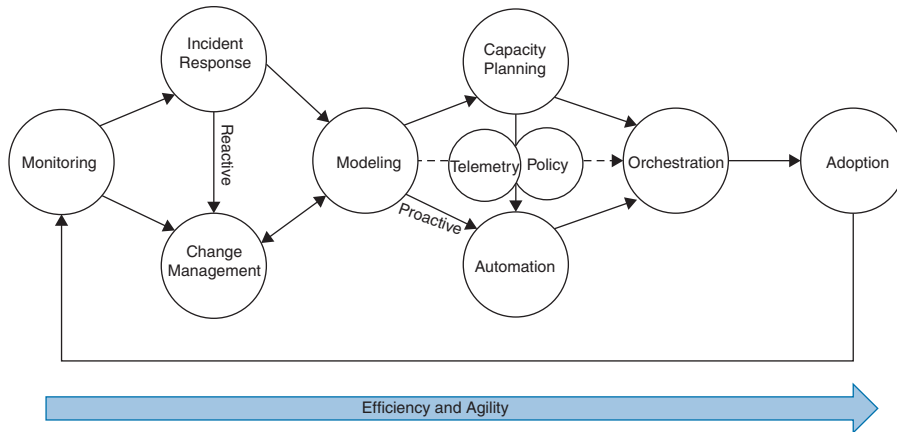 Incident
Response
Capacity
Planning
Monitoring
Reactive
Modeling
Telemetry
Policy
Orchestration
Adoption
Proactive
Change
Management
Automation
Efficiency and Agility